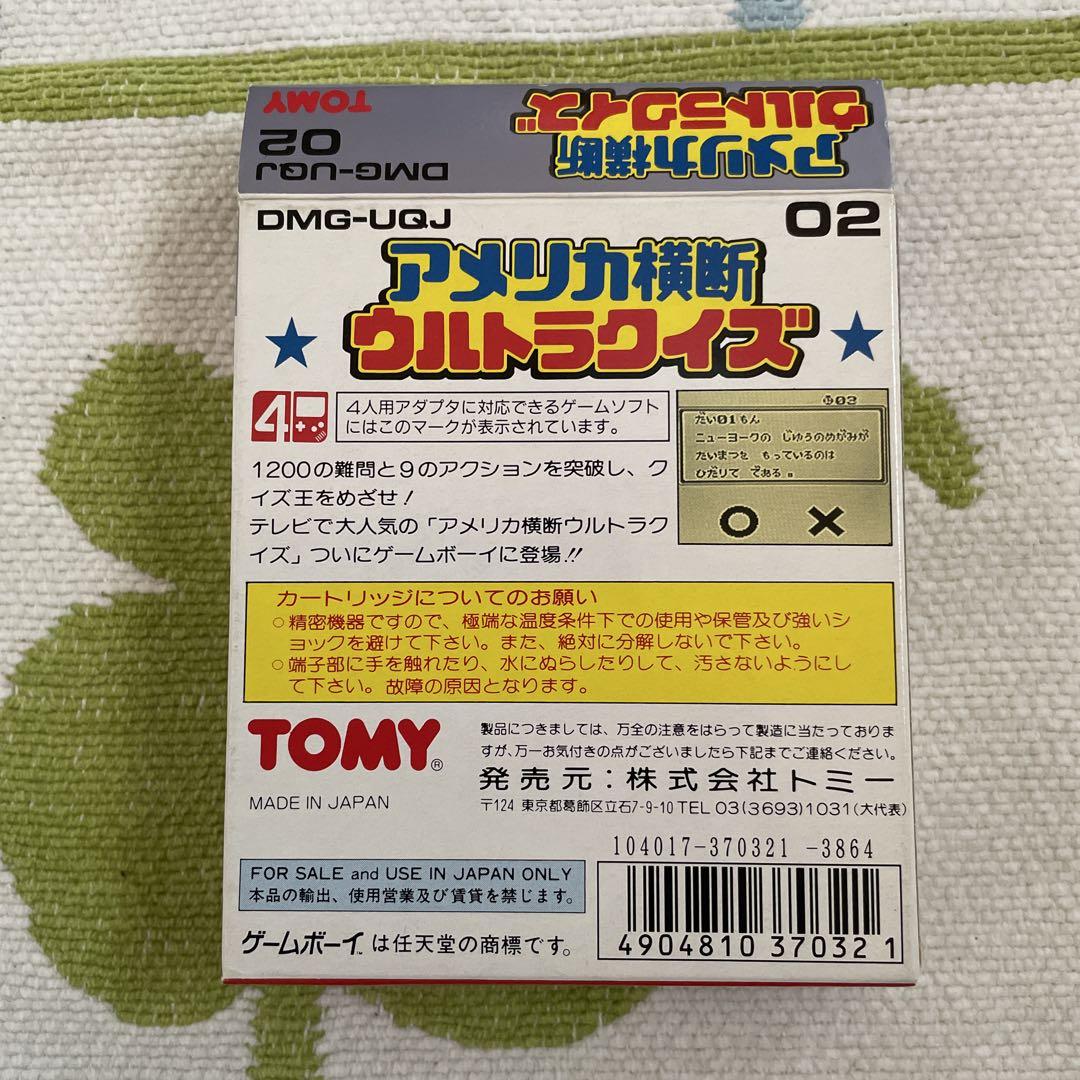 アメリカ横断
ウルトラクイズ
DMG-UQJ
02
TOMY
DMG-UQJ
02
アメリカ横断
ウルトラクイズ
4
4人用アダプタに対応できるゲームソフト
にはこのマークが表示されています。
03
だい01もん
ニューヨークの じゆうのめがみが
たいまつを もっているのは
ひだりて である。
○ ×
1200の難問と9のアクションを突破し、ク
イズ王をめざせ!
テレビで大人気の「アメリカ横断ウルトラク
イズ」ついにゲームボーイに登場!!
カートリッジについてのお願い
○精密機器ですので、極端な温度条件下での使用や保管及び強いシ
ョックを避けて下さい。また、絶対に分解しないで下さい。
○端子部に手を触れたり、水にぬらしたりして、汚さないようにし
て下さい。故障の原因となります。
TOMY®
MADE IN JAPAN
製品につきましては、万全の注意をはらって製造に当たっておりま
すが、万一お気付きの点がございましたら下記までご連絡ください。
発売元:株式会社トミー
〒124 東京都葛飾区立石7-9-10 TEL 03(3693)1031(大代表)
104017-370321 -3864
FOR SALE and USE IN JAPAN ONLY
本品の輸出、使用営業及び賃貸を禁じます。
ゲームボーイ™は任天堂の商標です。
4904810 370321